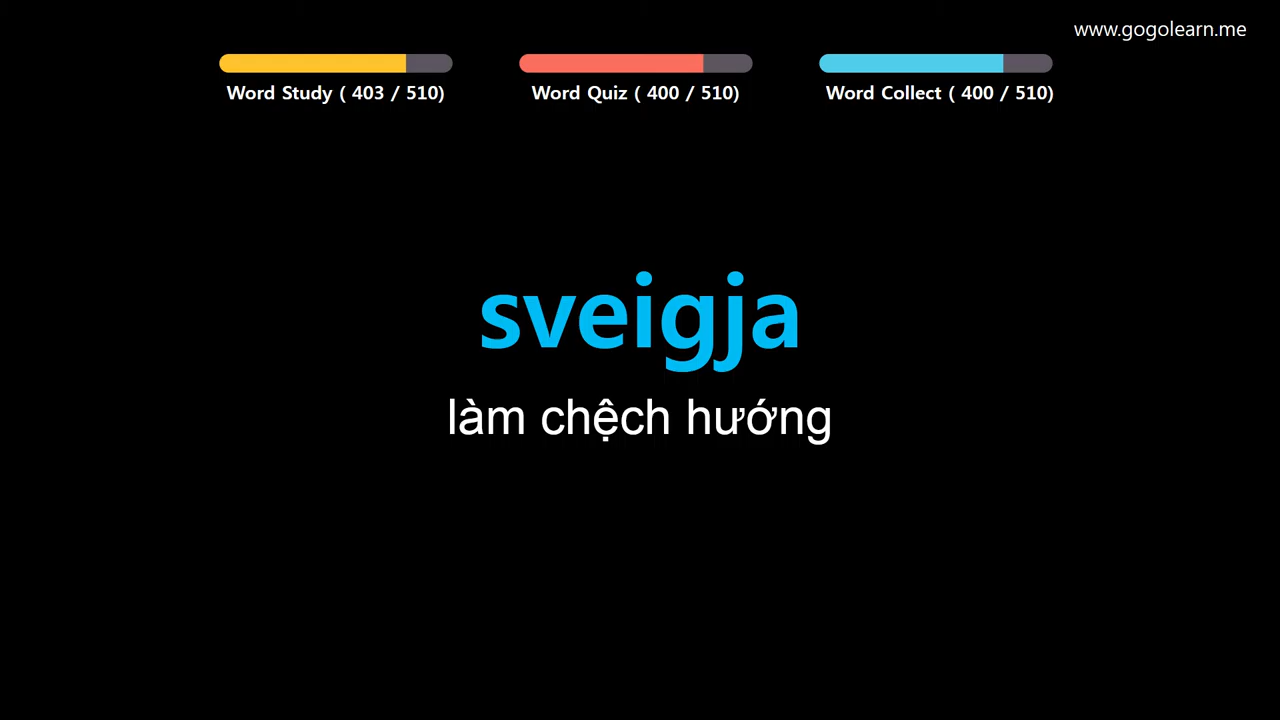 www.gogolearn.me
Word Study ( 403 / 510)
Word Quiz ( 400 / 510)
Word Collect ( 400 / 510)
sveigja
làm chệch hướng